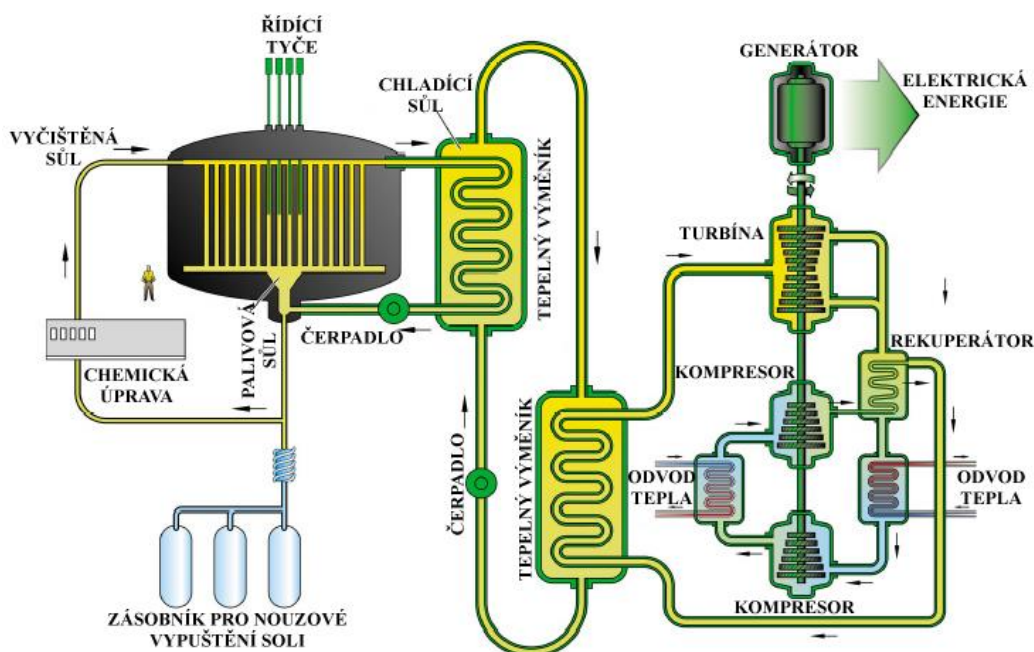 ŘÍDÍCÍ
TYČE
VYČIŠTĚNÁ
SŮL
CHLADÍCÍ
SŮL
TEPELNÝ VÝMĚNÍK
GENERÁTOR
ELEKTRICKÁ
ENERGIE
TURBÍNA
PALIVOVÁ
SŮL
ČERPADLO
CHEMICKÁ
ÚPRAVA
KOMPRESOR
REKUPERÁTOR
ČERPADLO
TEPELNÝ VÝMĚNÍK
ODVOD
TEPLA
ODVOD
TEPLA
KOMPRESOR
ZÁSOBNÍK PRO NOUZOVÉ
VYPUŠTĚNÍ SOLI